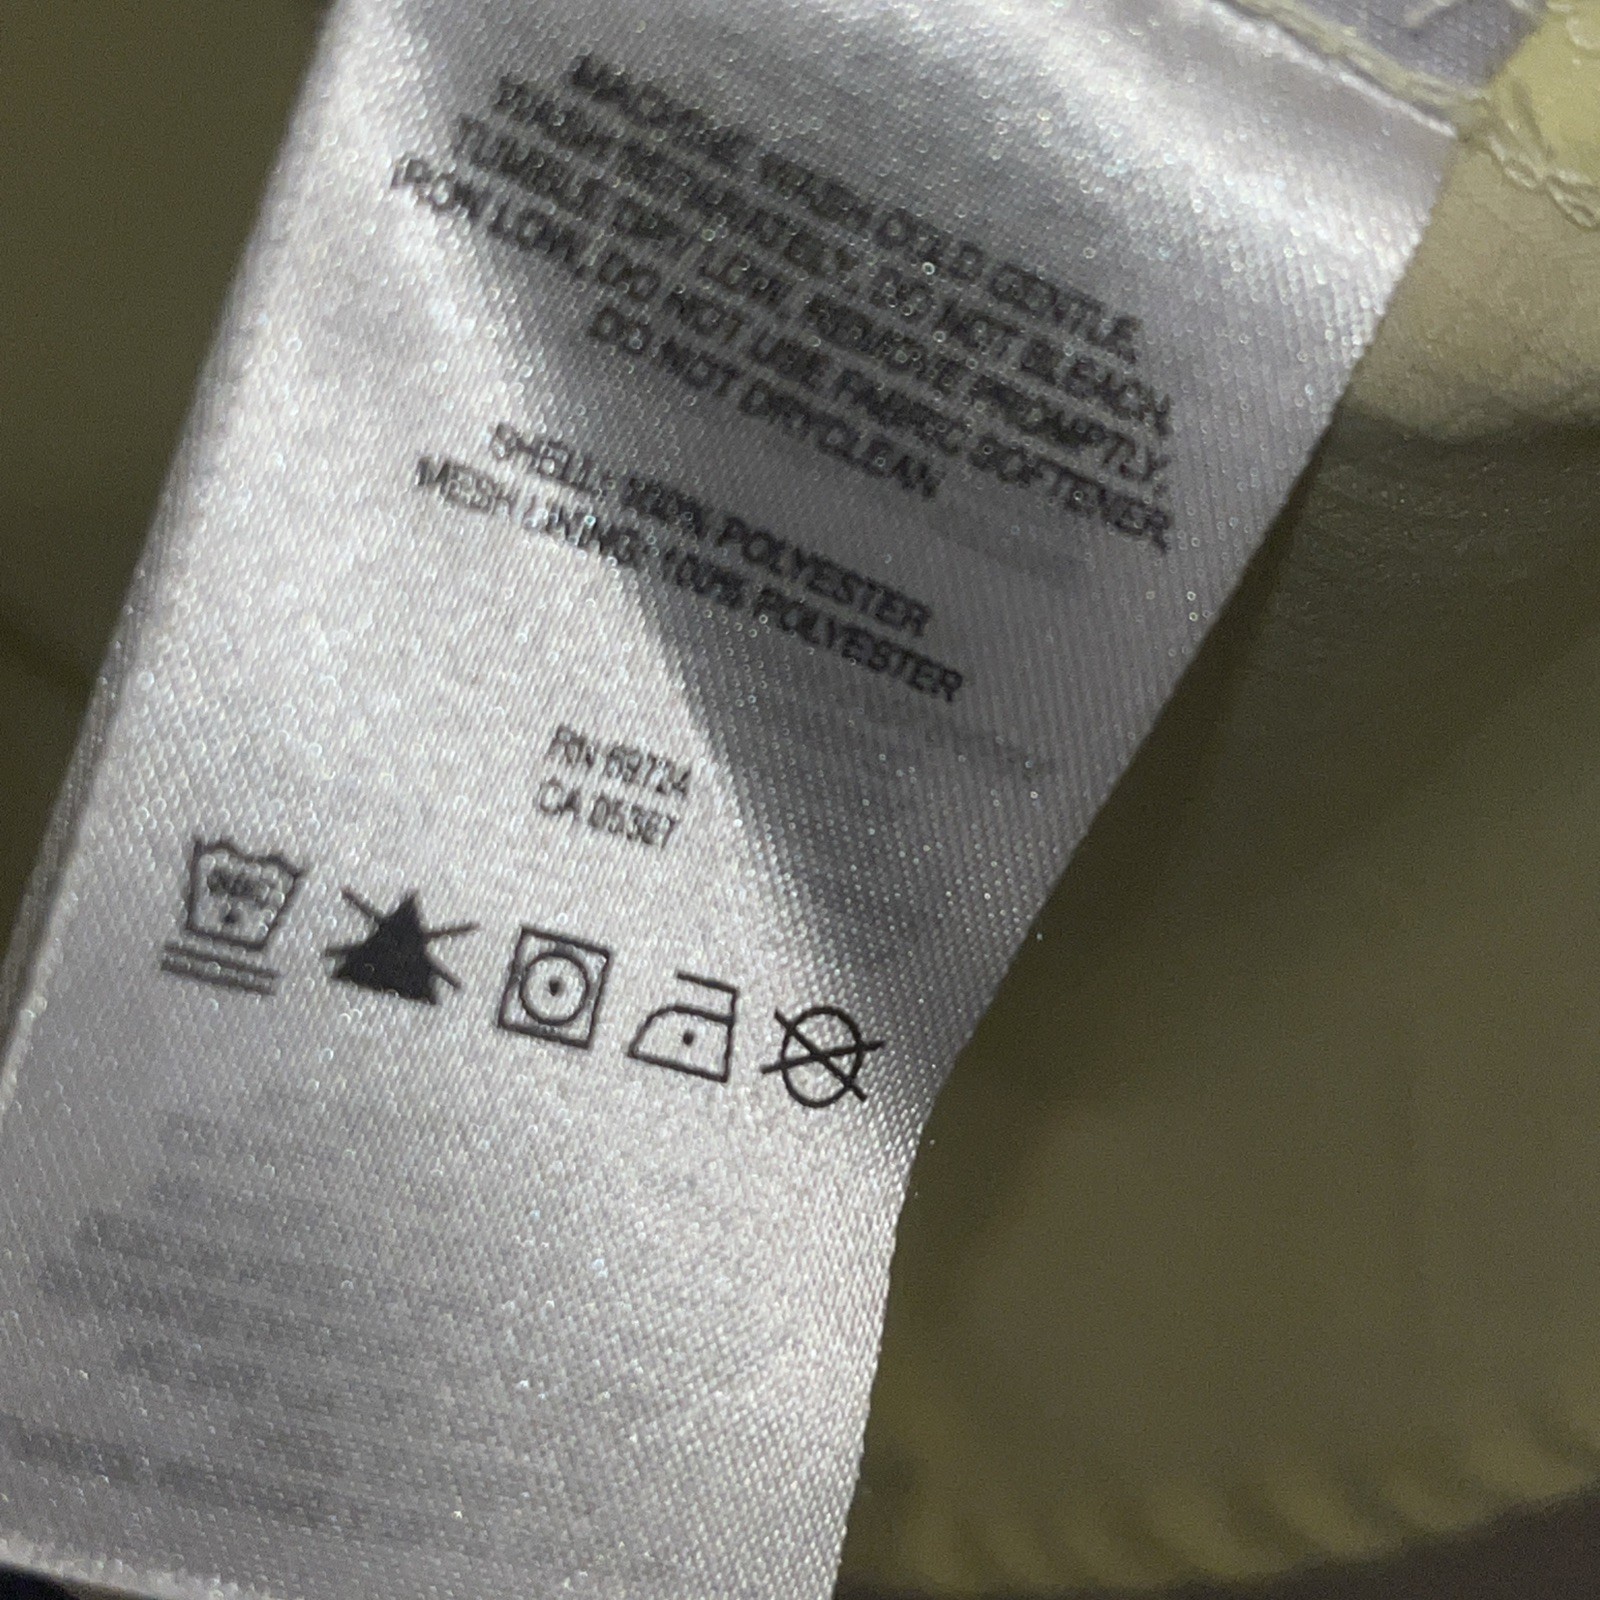 MACHINE WASH COLD GENTLE,
WASH SEPARATELY, DO NOT BLEACH,
TUMBLE DRY LOW, REMOVE PROMPTLY,
IRON LOW, DO NOT USE FABRIC SOFTENER,
DO NOT DRYCLEAN
SHELL: 100% POLYESTER
MESH LINING: 100% POLYESTER
RN 69724
CA 05367